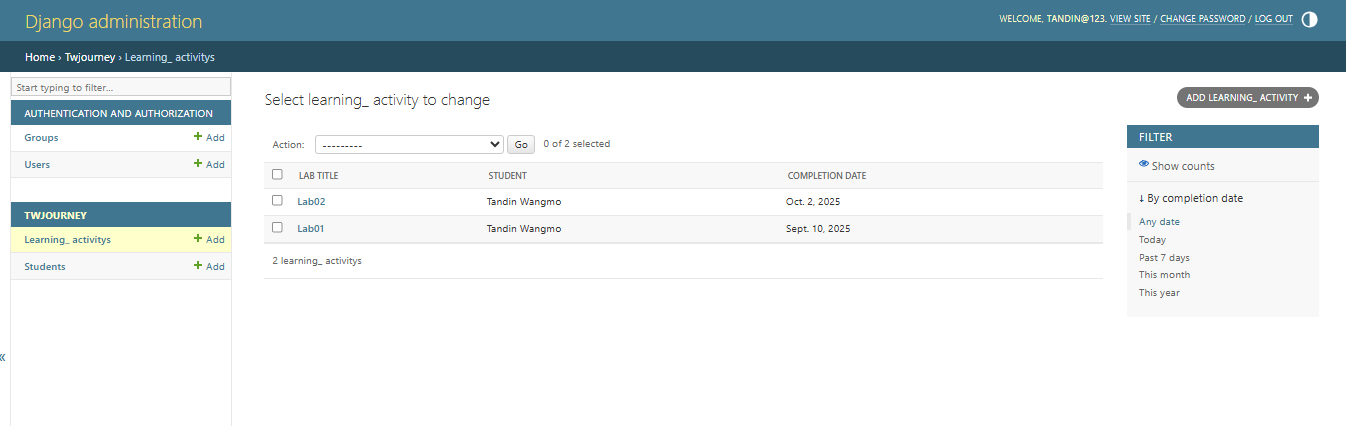 Django administration
WELCOME, TANDIN@123. VIEW SITE / CHANGE PASSWORD / LOG OUT
Home › Twjourney › Learning_ activitys
Start typing to filter...
AUTHENTICATION AND AUTHORIZATION
Groups + Add
Users + Add
TWJOURNEY
Learning_ activitys + Add
Students + Add
«
Select learning_ activity to change
ADD LEARNING_ ACTIVITY +
Action: --------- Go 0 of 2 selected
LAB TITLE STUDENT COMPLETION DATE
Lab02 Tandin Wangmo Oct. 2, 2025
Lab01 Tandin Wangmo Sept. 10, 2025
2 learning_ activitys
FILTER
Show counts
↓ By completion date
Any date
Today
Past 7 days
This month
This year